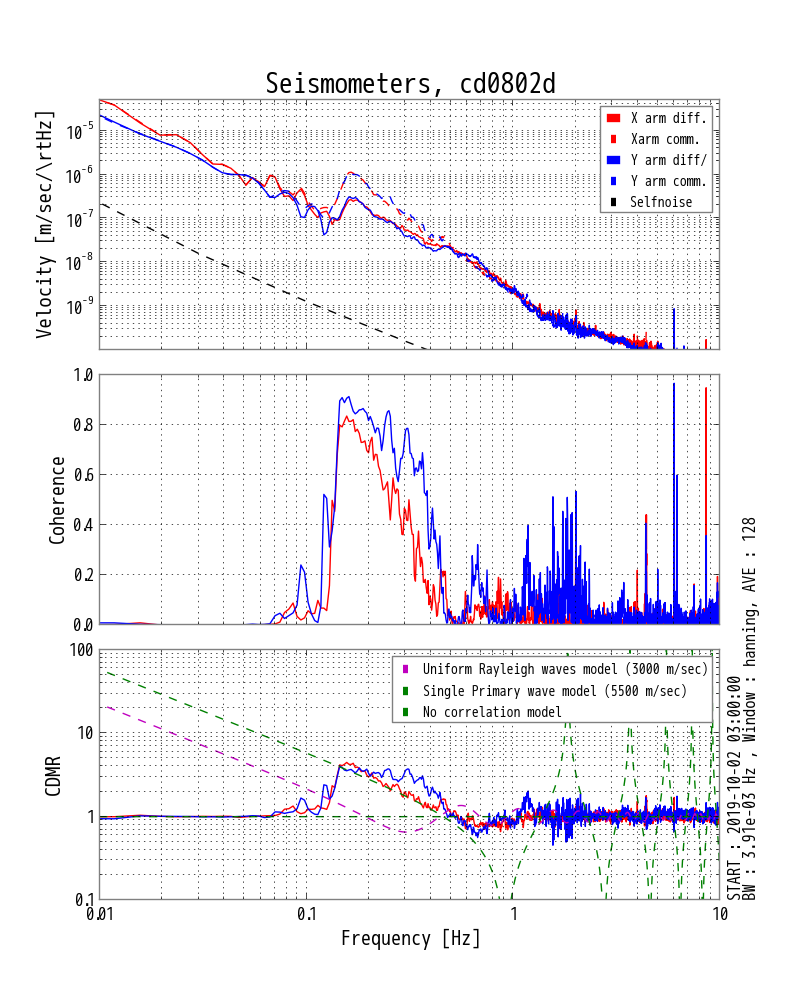 Seismometers, cd0802d
Velocity [m/sec/\rtHz]
10^-5
10^-6
10^-7
10^-8
10^-9
X arm diff.
Xarm comm.
Y arm diff/
Y arm comm.
Selfnoise
Coherence
1.0
0.8
0.6
0.4
0.2
0.0
CDMR
100
10
1
0.1
Uniform Rayleigh waves model (3000 m/sec)
Single Primary wave model (5500 m/sec)
No correlation model
0.01
0.1
1
10
Frequency [Hz]
START : 2019-10-02 03:00:00
BW : 3.91e-03 Hz , Window : hanning, AVE : 128